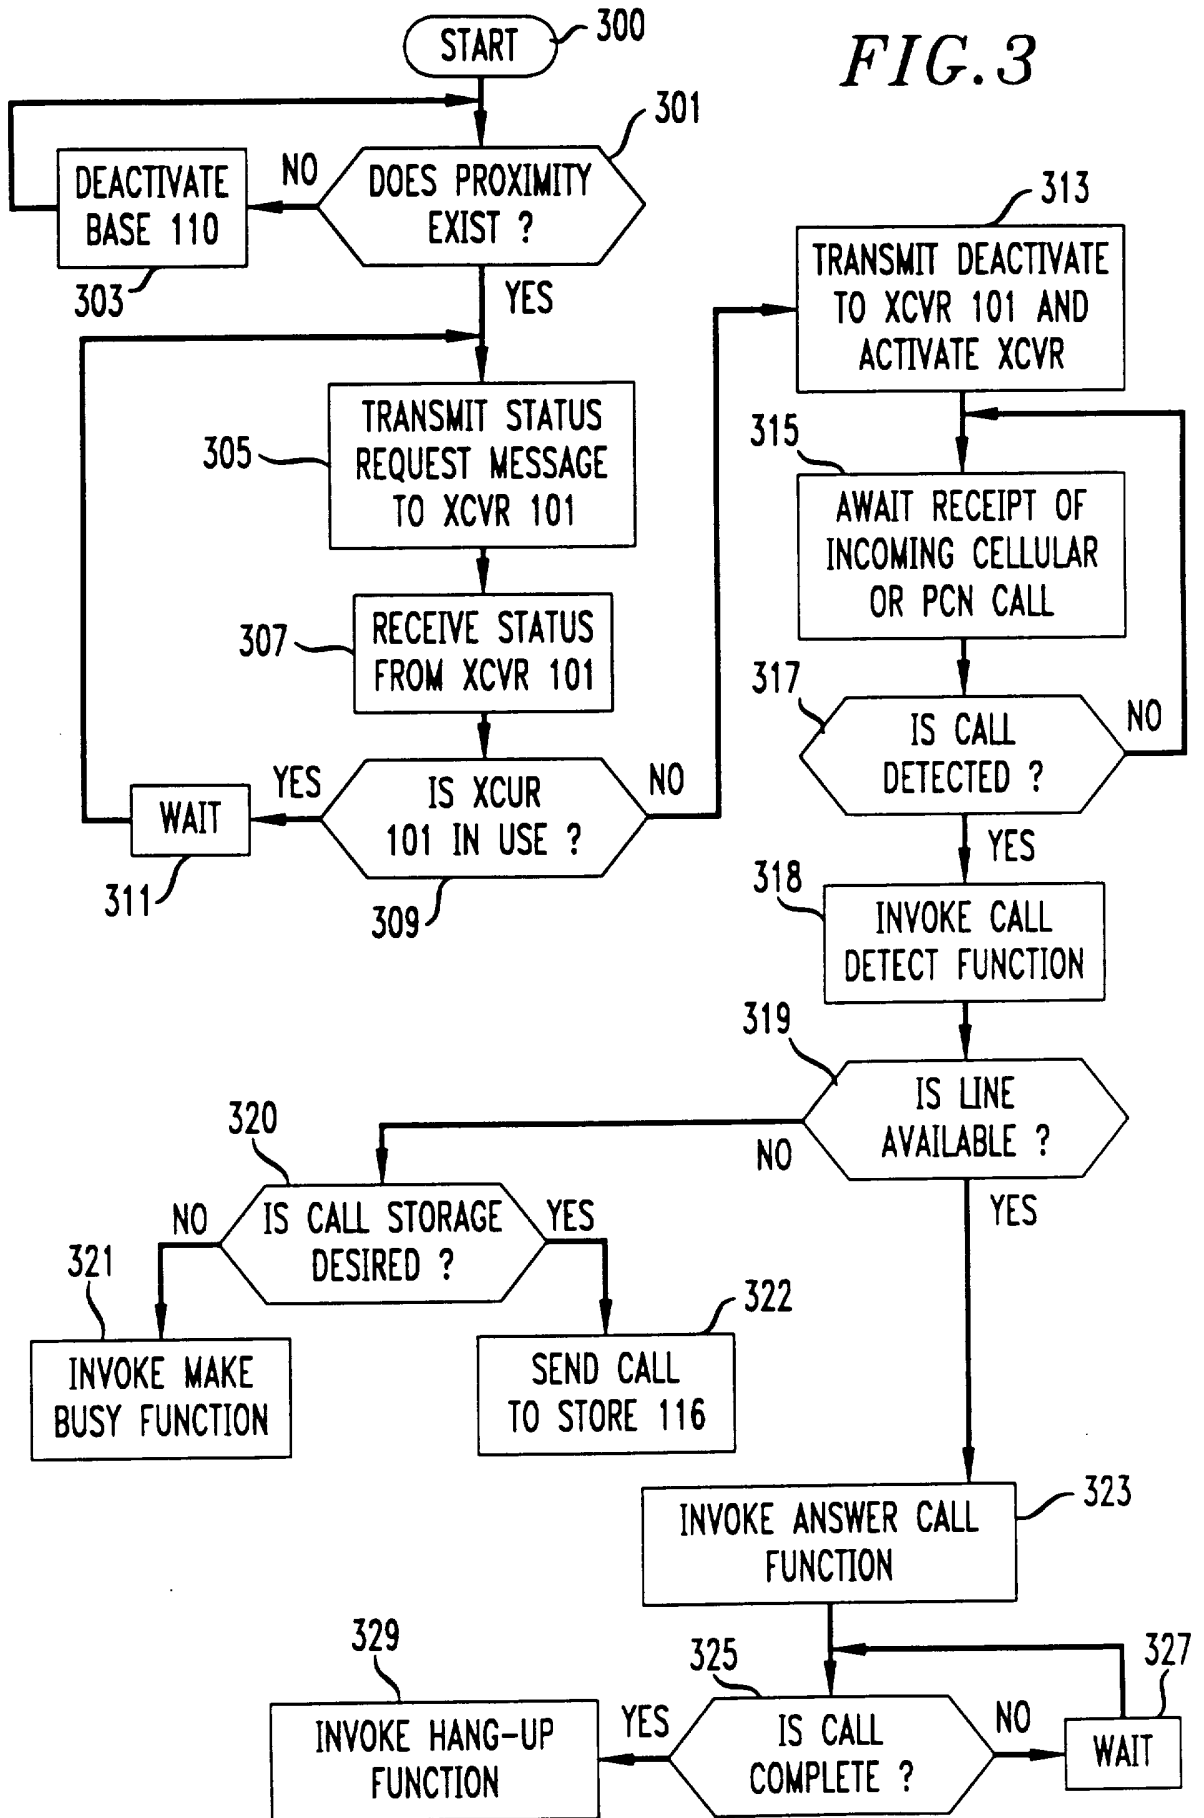 START
300
FIG.3
301
DOES PROXIMITY
EXIST ?
NO
DEACTIVATE
BASE 110
303
YES
TRANSMIT STATUS
REQUEST MESSAGE
TO XCVR 101
305
RECEIVE STATUS
FROM XCVR 101
307
IS XCUR
101 IN USE ?
309
YES
WAIT
311
NO
313
TRANSMIT DEACTIVATE
TO XCVR 101 AND
ACTIVATE XCVR
315
AWAIT RECEIPT OF
INCOMING CELLULAR
OR PCN CALL
317
IS CALL
DETECTED ?
NO
YES
318
INVOKE CALL
DETECT FUNCTION
319
IS LINE
AVAILABLE ?
NO
YES
320
IS CALL STORAGE
DESIRED ?
NO
YES
321
INVOKE MAKE
BUSY FUNCTION
322
SEND CALL
TO STORE 116
323
INVOKE ANSWER CALL
FUNCTION
325
IS CALL
COMPLETE ?
NO
327
WAIT
YES
329
INVOKE HANG-UP
FUNCTION